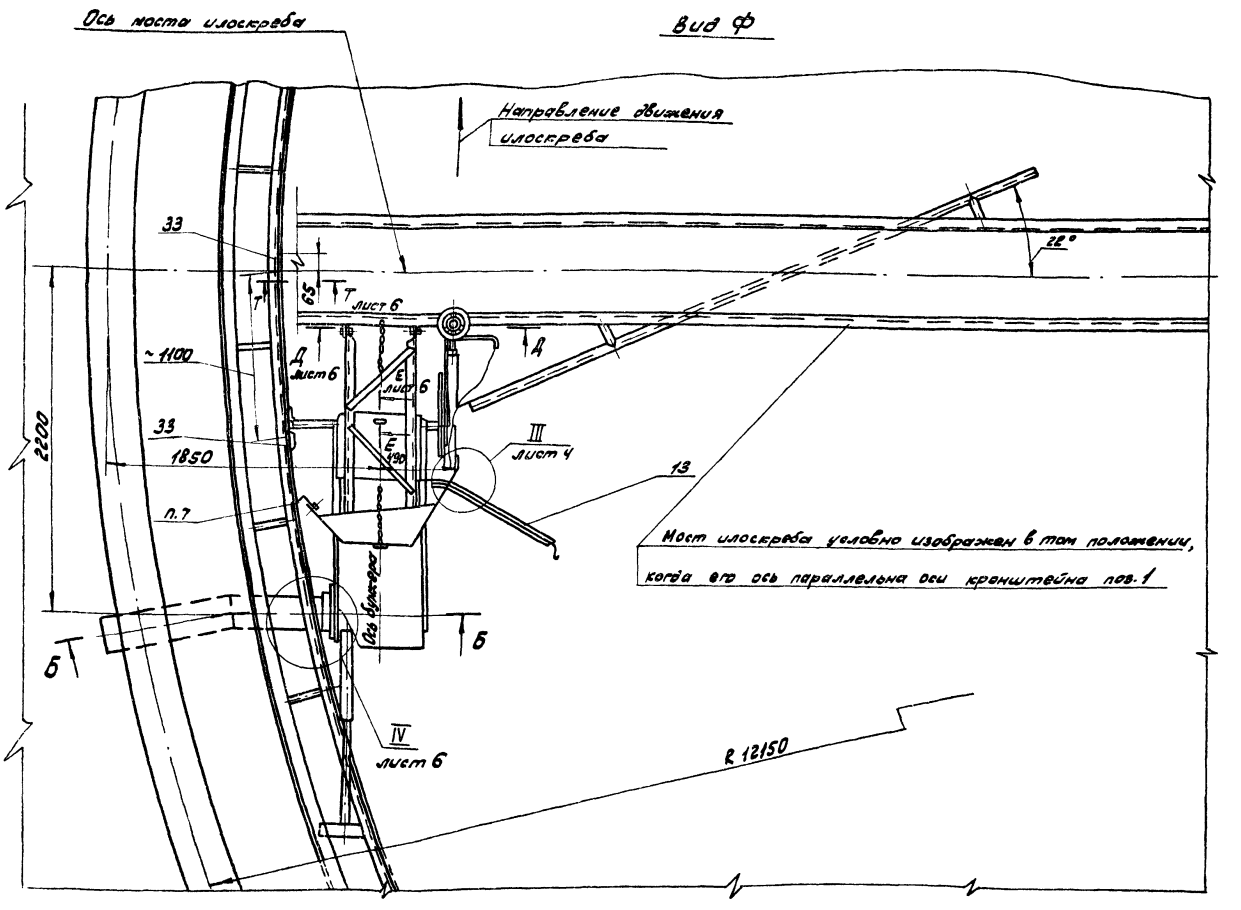 Ось моста илоскреба
Вид Ф
Направление движения
илоскреба
33
22°
65
Т
Т
лист 6
Д
Д
лист 6
~1100
Е
лист 6
33
2200
1850
Е
490
III
лист 4
13
п.7
Мост илоскреба условно изображен в том положении,
когда его ось параллельна оси кронштейна поз.1
Ось бункера
Б
Б
IV
лист 6
R 12150